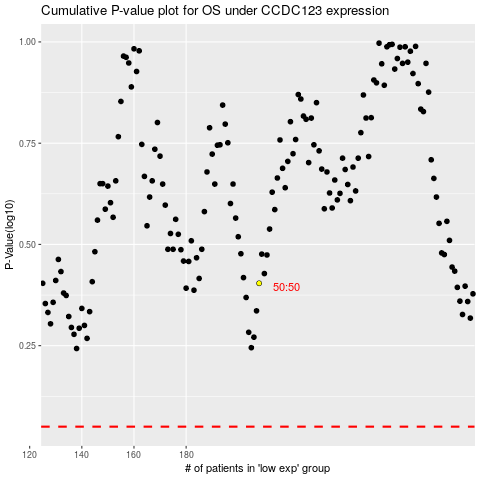 Cumulative P-value plot for OS under CCDC123 expression
1.00
0.75
0.50
0.25
P-Value(log10)
50:50
120 140 160 180
# of patients in 'low exp' group